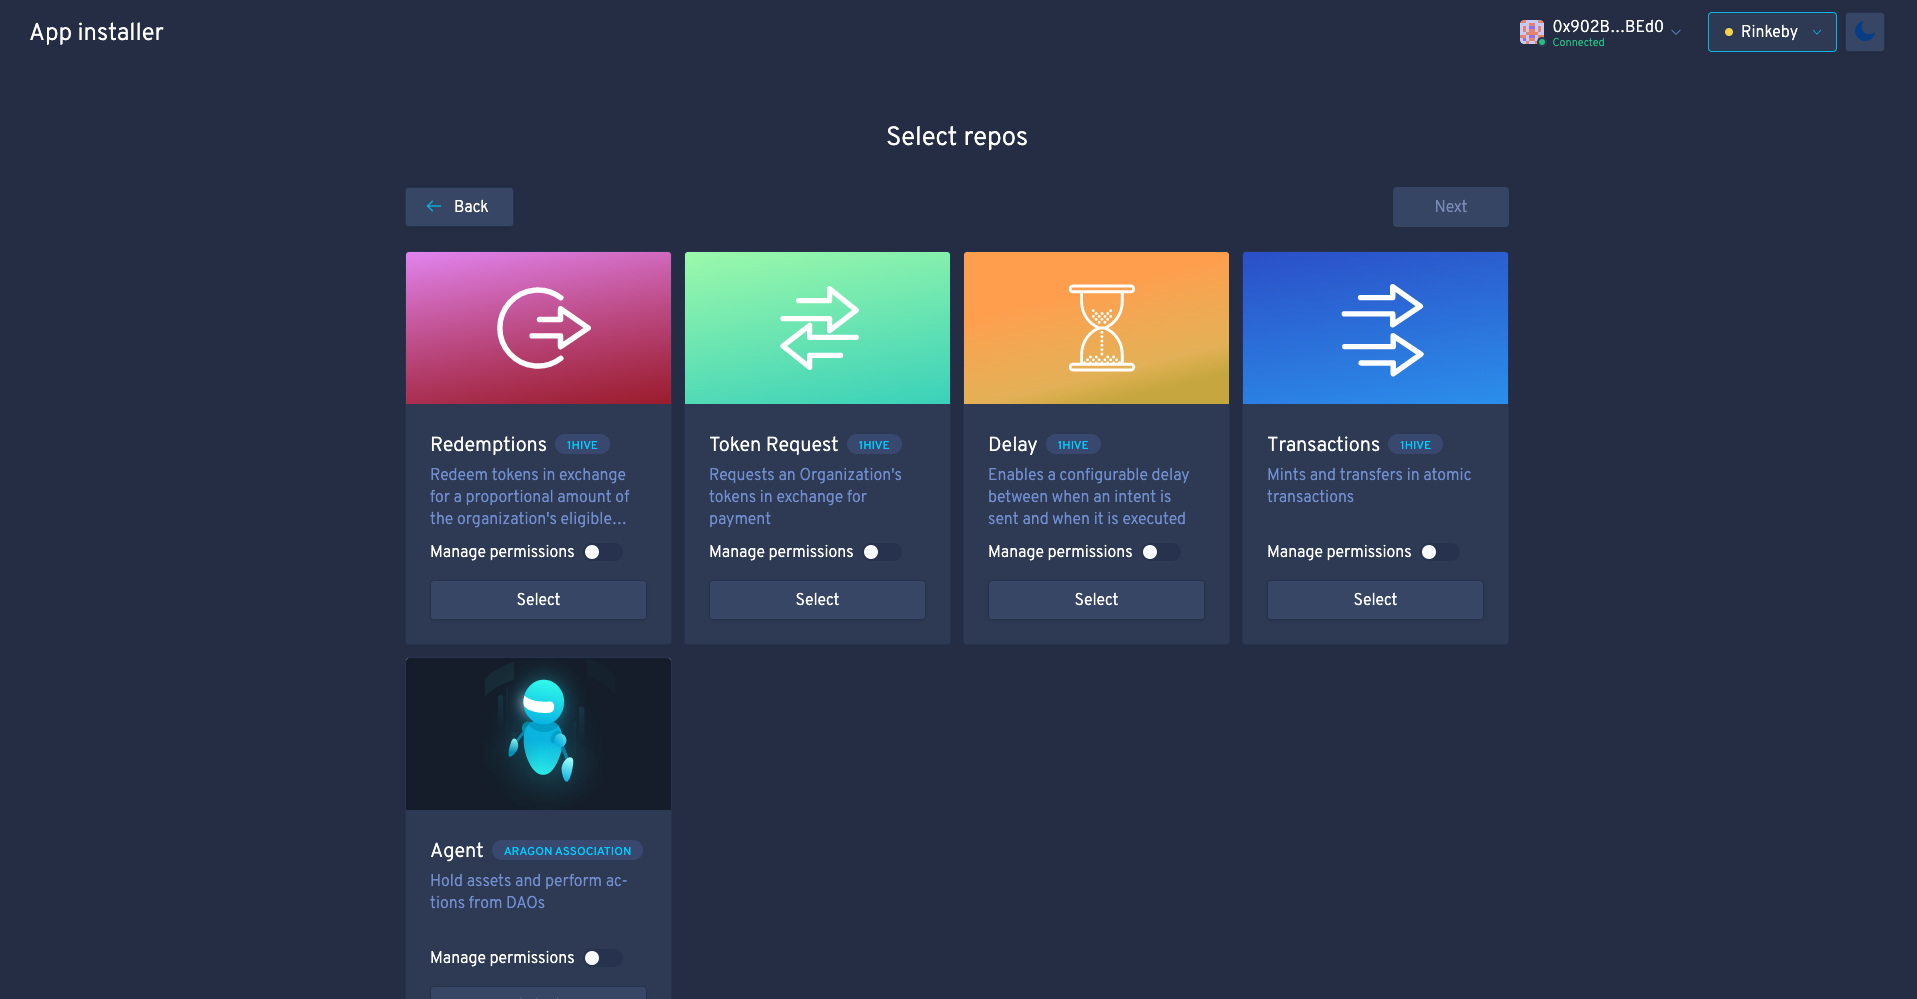 App installer
0x902B…BEd0
Connected
Rinkeby
Select repos
Back
Next
Redemptions 1HIVE
Redeem tokens in exchange
for a proportional amount of
the organization's eligible…
Manage permissions
Select
Token Request 1HIVE
Requests an Organization's
tokens in exchange for
payment
Manage permissions
Select
Delay 1HIVE
Enables a configurable delay
between when an intent is
sent and when it is executed
Manage permissions
Select
Transactions 1HIVE
Mints and transfers in atomic
transactions
Manage permissions
Select
Agent ARAGON ASSOCIATION
Hold assets and perform ac-
tions from DAOs
Manage permissions